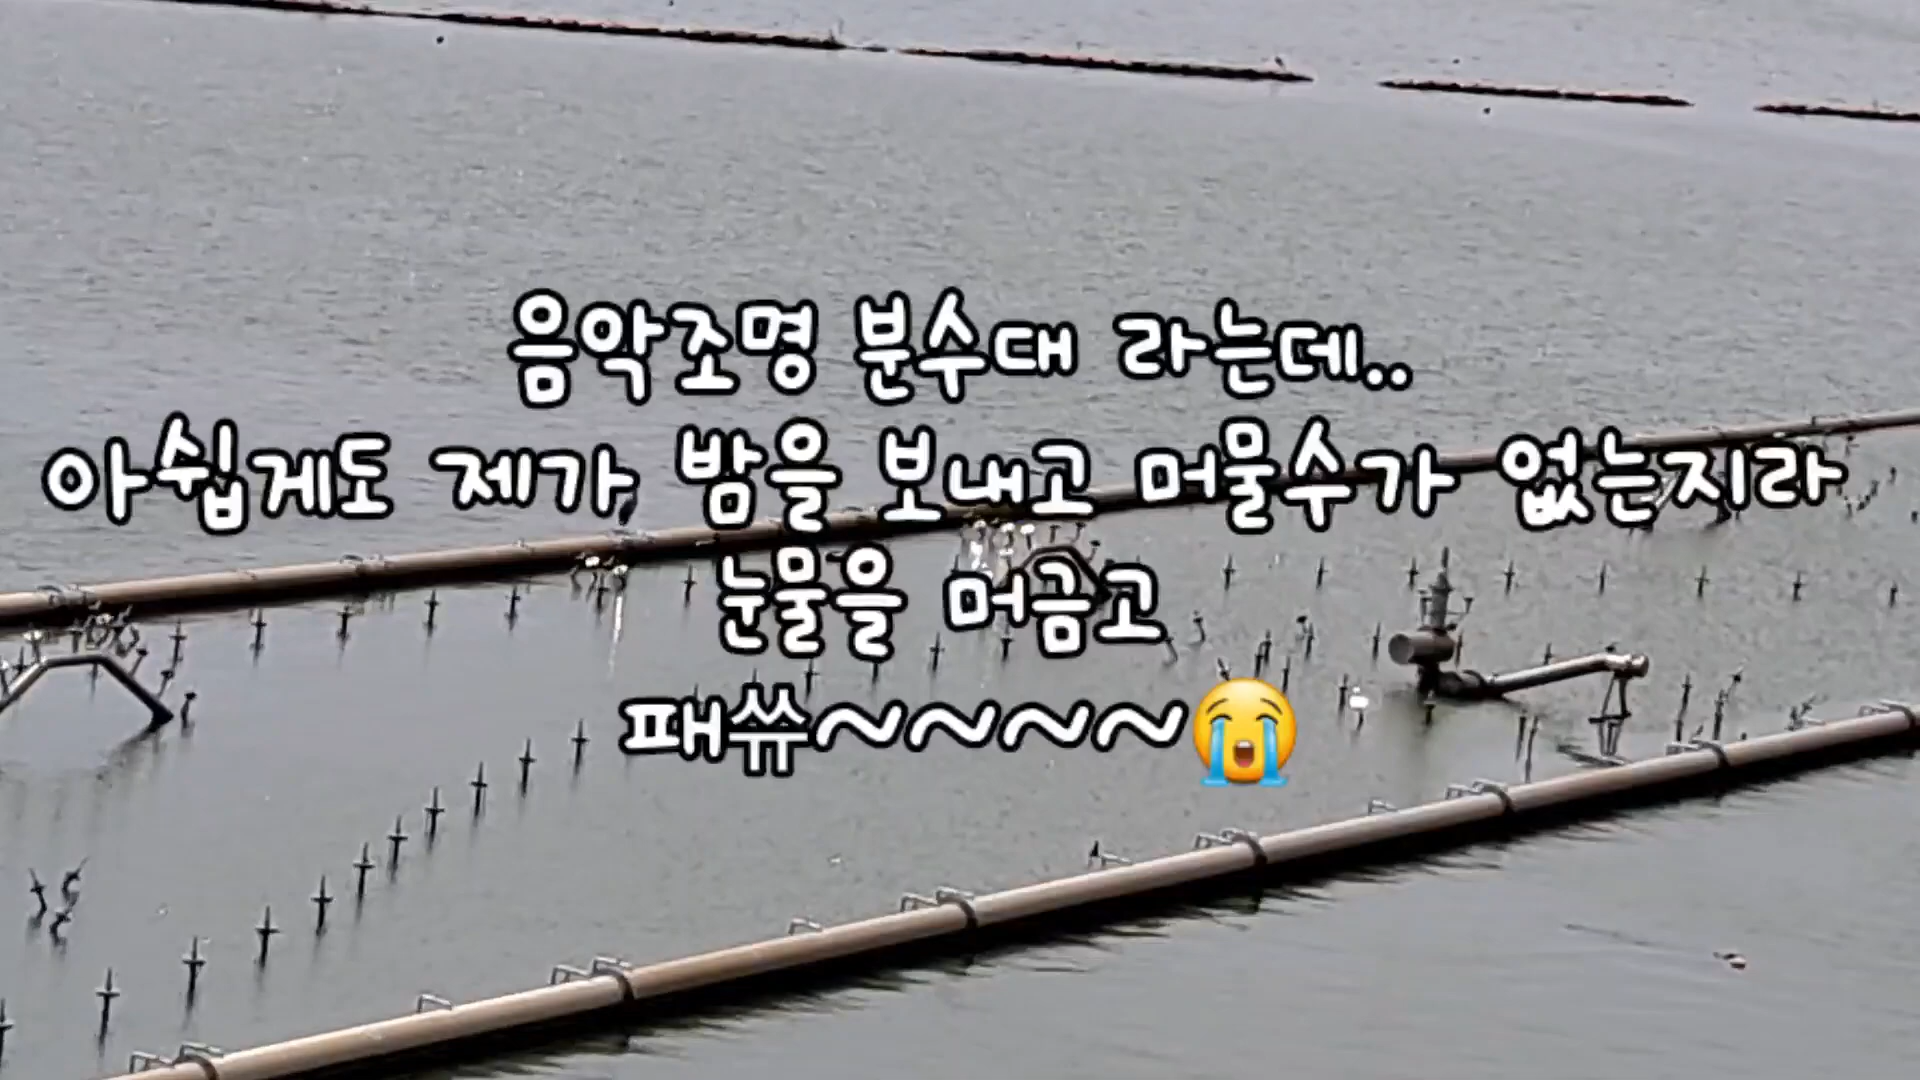 음악조명 분수대 라는데..
아쉽게도 제가 밤을 보내고 머물수가 없는지라
눈물을 머금고
패쓔~~~~😭